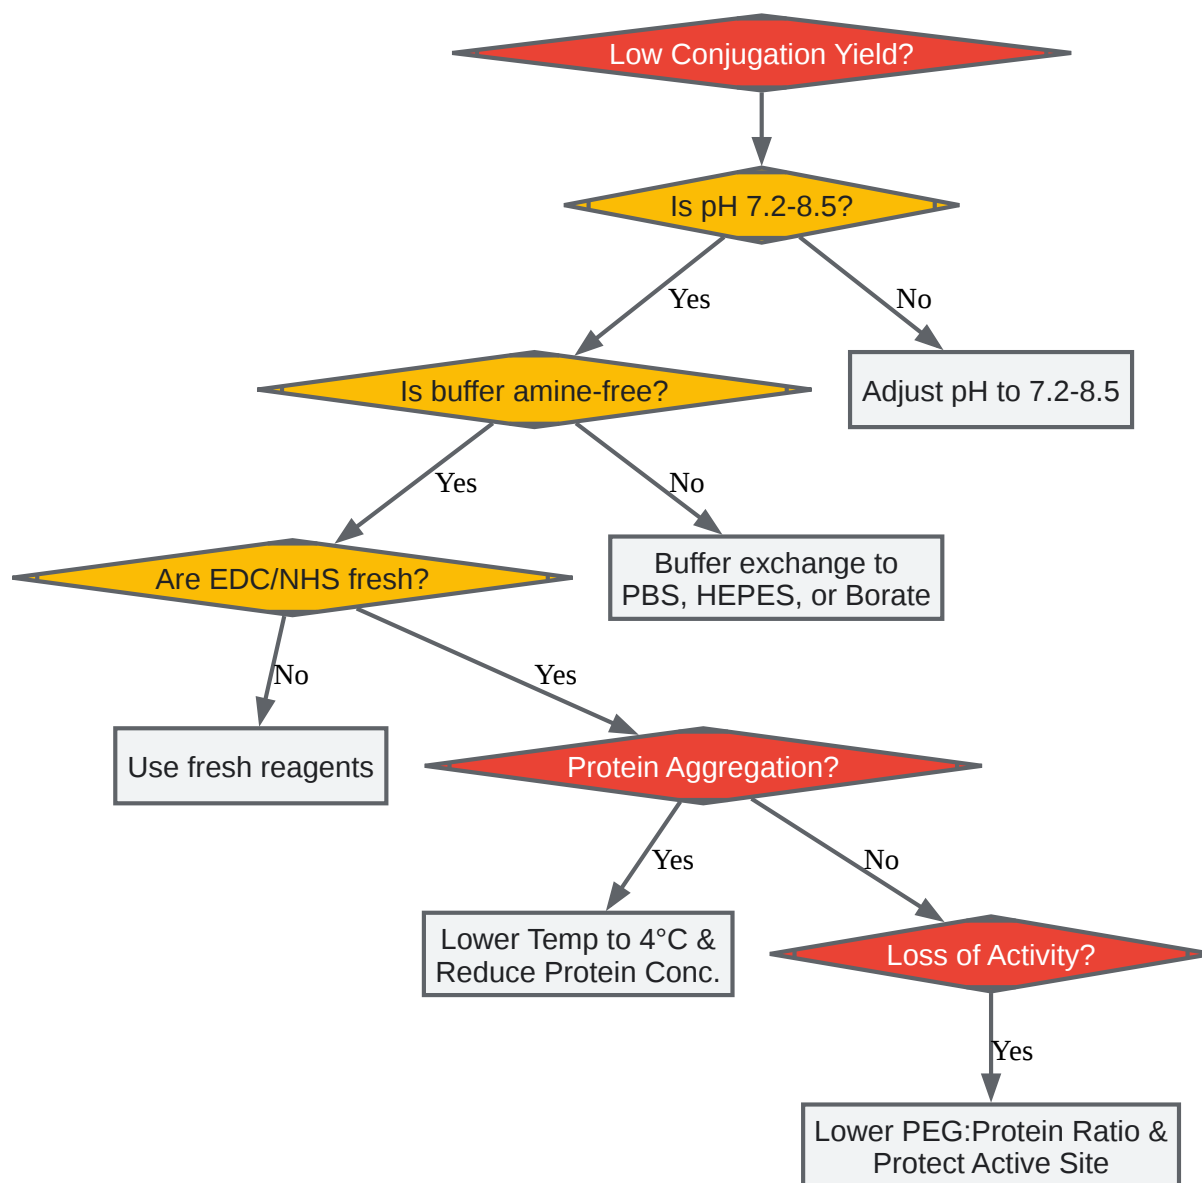 Low Conjugation Yield?
Is pH 7.2-8.5?
Yes
No
Is buffer amine-free?
Adjust pH to 7.2-8.5
Yes
No
Are EDC/NHS fresh?
Buffer exchange to
PBS, HEPES, or Borate
No
Yes
Use fresh reagents
Protein Aggregation?
Yes
No
Lower Temp to 4°C &
Reduce Protein Conc.
Loss of Activity?
Yes
Lower PEG:Protein Ratio &
Protect Active Site